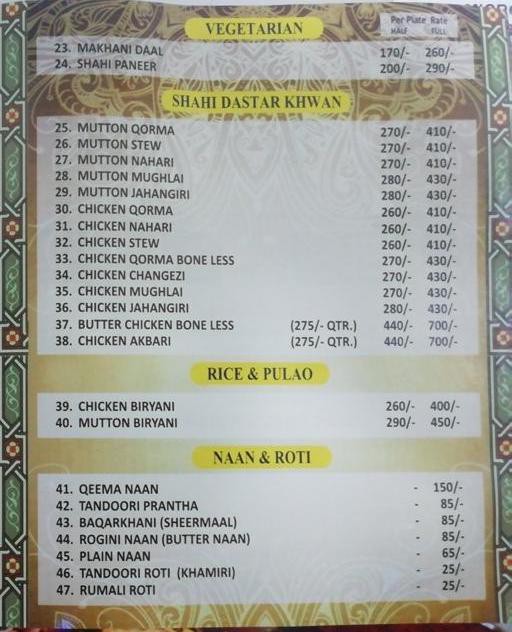 VEGETARIAN Per Plate Rate
HALF FULL
23. MAKHANI DAAL 170/- 260/-
24. SHAHI PANEER 200/- 290/-
SHAHI DASTAR KHWAN
25. MUTTON QORMA 270/- 410/-
26. MUTTON STEW 270/- 410/-
27. MUTTON NAHARI 270/- 410/-
28. MUTTON MUGHLAI 280/- 430/-
29. MUTTON JAHANGIRI 280/- 430/-
30. CHICKEN QORMA 260/- 410/-
31. CHICKEN NAHARI 260/- 410/-
32. CHICKEN STEW 260/- 410/-
33. CHICKEN QORMA BONE LESS 270/- 430/-
34. CHICKEN CHANGEZI 270/- 430/-
35. CHICKEN MUGHLAI 270/- 430/-
36. CHICKEN JAHANGIRI 280/- 430/-
37. BUTTER CHICKEN BONE LESS (275/- QTR.) 440/- 700/-
38. CHICKEN AKBARI (275/- QTR.) 440/- 700/-
RICE & PULAO
39. CHICKEN BIRYANI 260/- 400/-
40. MUTTON BIRYANI 290/- 450/-
NAAN & ROTI
41. QEEMA NAAN - 150/-
42. TANDOORI PRANTHA - 85/-
43. BAQARKHANI (SHEERMAAL) - 85/-
44. ROGINI NAAN (BUTTER NAAN) - 85/-
45. PLAIN NAAN - 65/-
46. TANDOORI ROTI (KHAMIRI) - 25/-
47. RUMALI ROTI - 25/-